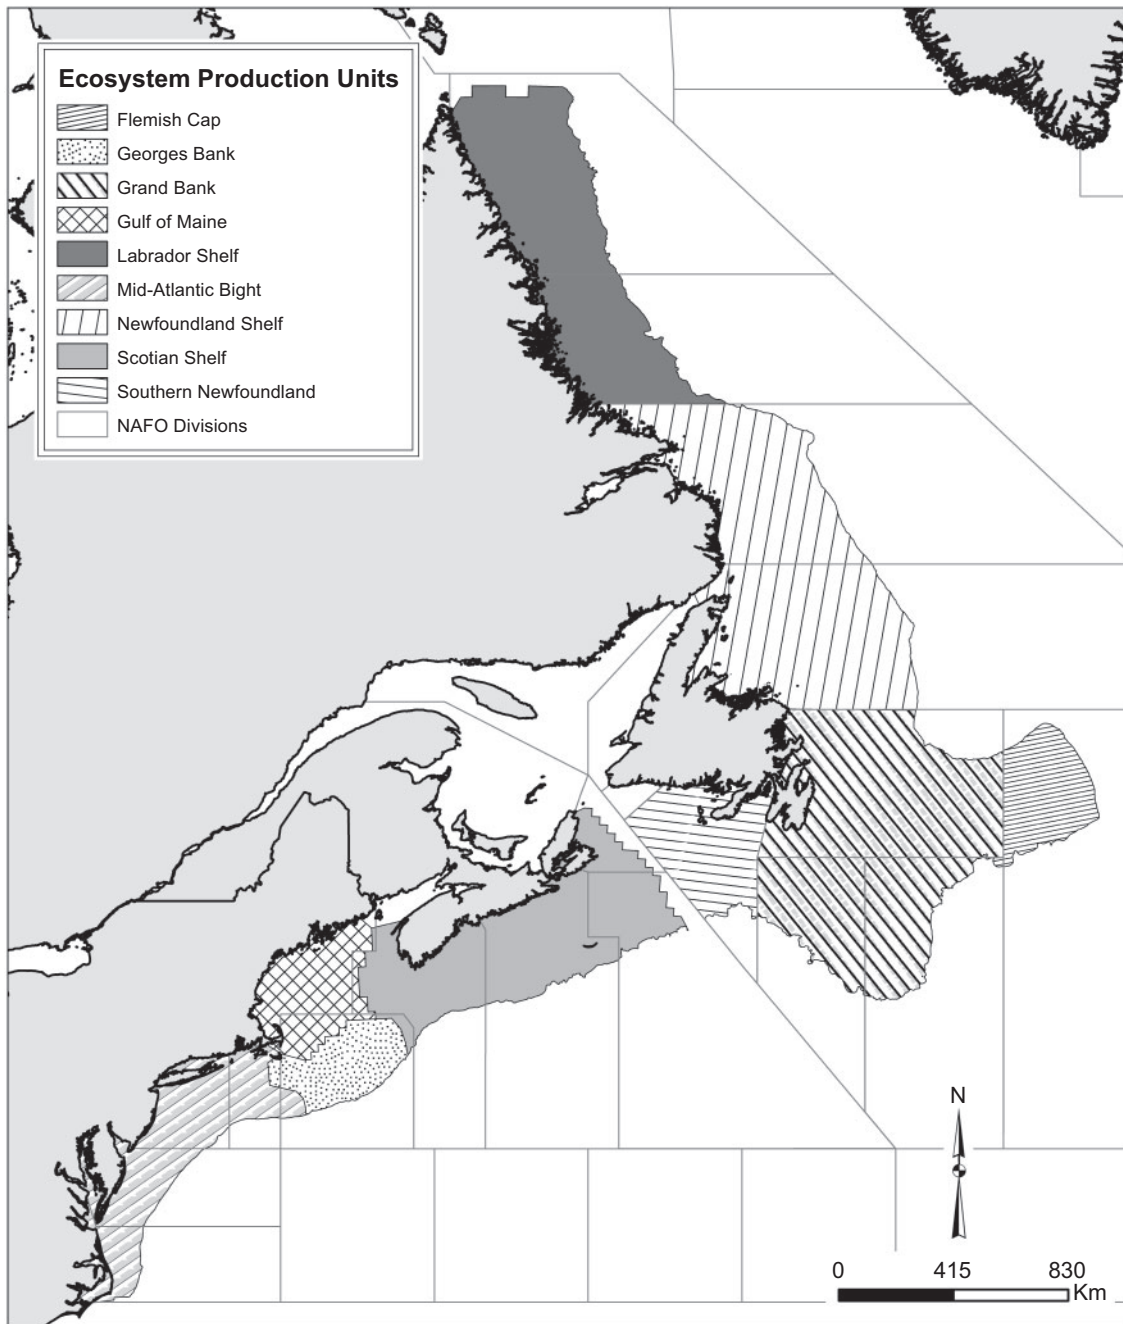 Ecosystem Production Units
Flemish Cap
Georges Bank
Grand Bank
Gulf of Maine
Labrador Shelf
Mid-Atlantic Bight
Newfoundland Shelf
Scotian Shelf
Southern Newfoundland
NAFO Divisions
N
0 415 830
Km